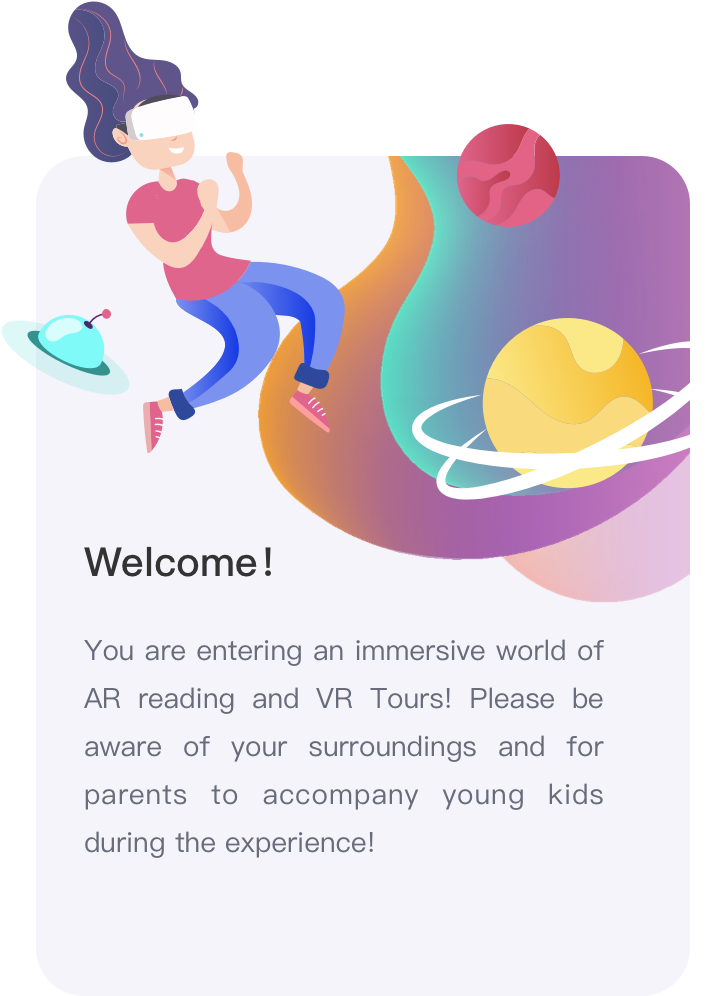 Welcome!
You are entering an immersive world of
AR reading and VR Tours! Please be
aware of your surroundings and for
parents to accompany young kids
during the experience!